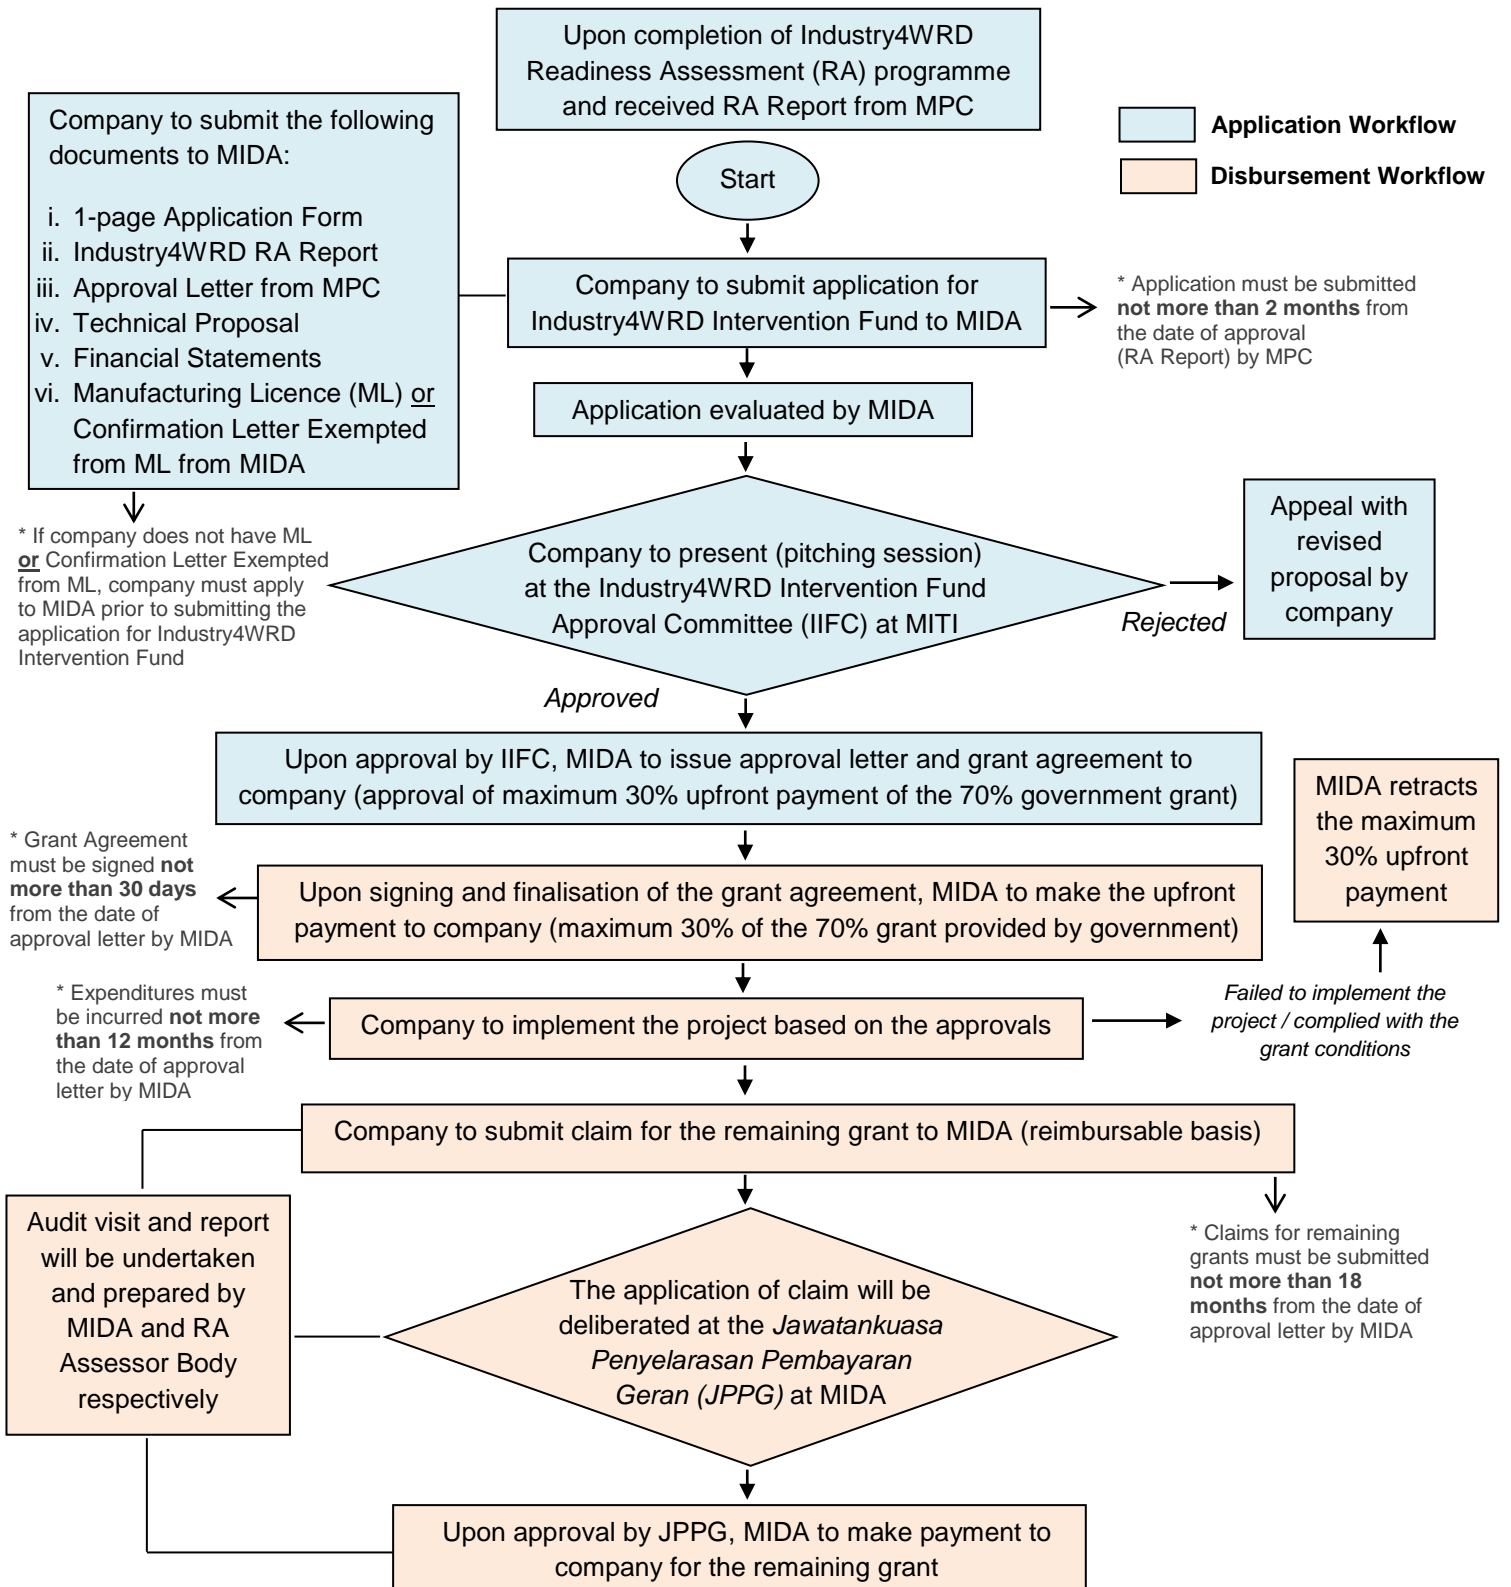 Upon completion of Industry4WRD
Readiness Assessment (RA) programme
and received RA Report from MPC
Application Workflow
Disbursement Workflow
Start
Company to submit the following
documents to MIDA:
i. 1-page Application Form
ii. Industry4WRD RA Report
iii. Approval Letter from MPC
iv. Technical Proposal
v. Financial Statements
vi. Manufacturing Licence (ML) or
Confirmation Letter Exempted
from ML from MIDA
* If company does not have ML
or Confirmation Letter Exempted
from ML, company must apply
to MIDA prior to submitting the
application for Industry4WRD
Intervention Fund
Company to submit application for
Industry4WRD Intervention Fund to MIDA
* Application must be submitted
not more than 2 months from
the date of approval
(RA Report) by MPC
Application evaluated by MIDA
Company to present (pitching session)
at the Industry4WRD Intervention Fund
Approval Committee (IIFC) at MITI
Rejected
Appeal with
revised
proposal by
company
Approved
Upon approval by IIFC, MIDA to issue approval letter and grant agreement to
company (approval of maximum 30% upfront payment of the 70% government grant)
MIDA retracts
the maximum
30% upfront
payment
* Grant Agreement
must be signed not
more than 30 days
from the date of
approval letter by MIDA
Upon signing and finalisation of the grant agreement, MIDA to make the upfront
payment to company (maximum 30% of the 70% grant provided by government)
* Expenditures must
be incurred not more
than 12 months from
the date of approval
letter by MIDA
Company to implement the project based on the approvals
Failed to implement the
project / complied with the
grant conditions
Company to submit claim for the remaining grant to MIDA (reimbursable basis)
Audit visit and report
will be undertaken
and prepared by
MIDA and RA
Assessor Body
respectively
The application of claim will be
deliberated at the Jawatankuasa
Penyelarasan Pembayaran
Geran (JPPG) at MIDA
* Claims for remaining
grants must be submitted
not more than 18
months from the date of
approval letter by MIDA
Upon approval by JPPG, MIDA to make payment to
company for the remaining grant